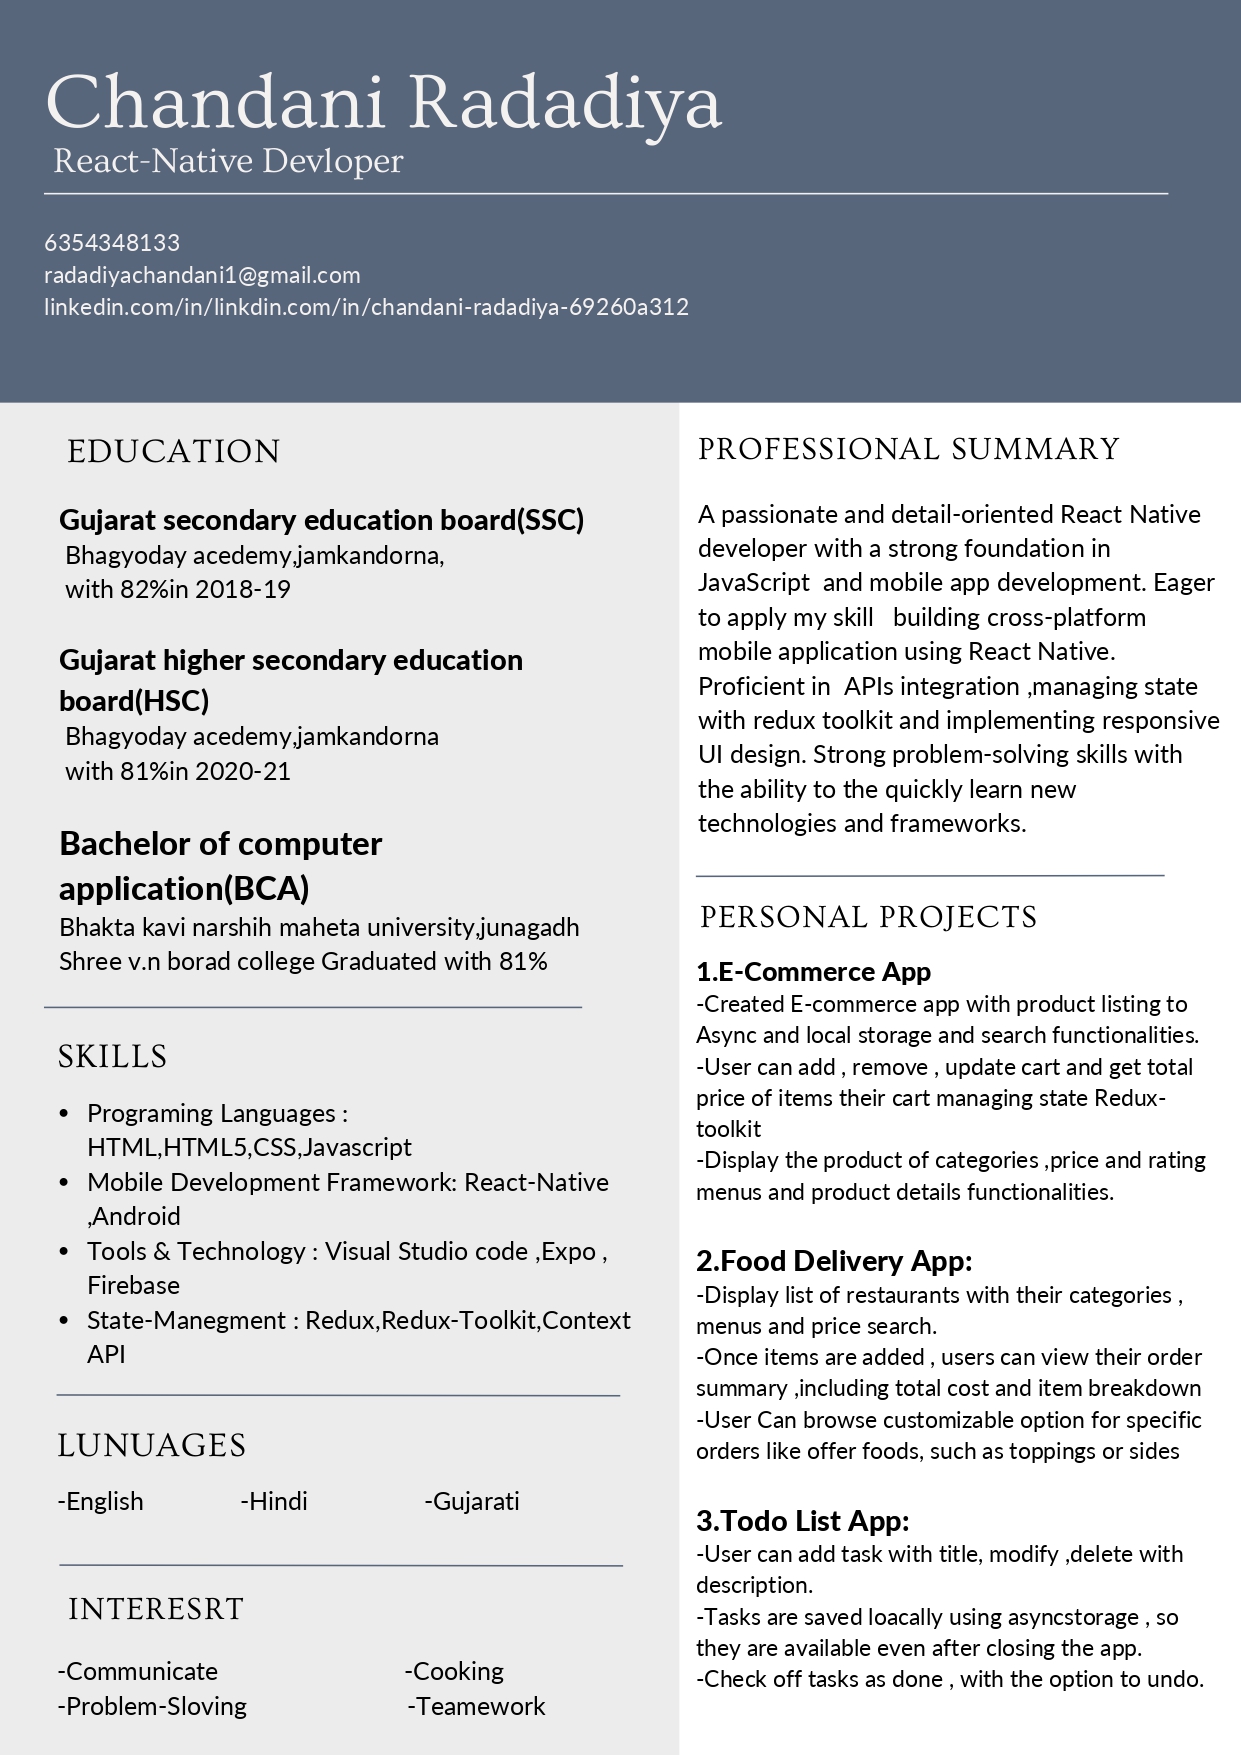 Chandani Radadiya
React-Native Devloper
6354348133
radadiyachandani1@gmail.com
linkedin.com/in/linkdin.com/in/chandani-radadiya-69260a312
EDUCATION
Gujarat secondary education board(SSC)
Bhagyoday acedemy,jamkandorna,
with 82%in 2018-19
Gujarat higher secondary education
board(HSC)
Bhagyoday acedemy,jamkandorna
with 81%in 2020-21
Bachelor of computer
application(BCA)
Bhakta kavi narshih maheta university,junagadh
Shree v.n borad college Graduated with 81%
SKILLS
• Programing Languages :
HTML,HTML5,CSS,Javascript
• Mobile Development Framework: React-Native
,Android
• Tools & Technology : Visual Studio code ,Expo ,
Firebase
• State-Manegment : Redux,Redux-Toolkit,Context
API
LUNUAGES
-English -Hindi -Gujarati
INTERESRT
-Communicate -Cooking
-Problem-Sloving -Teamework
PROFESSIONAL SUMMARY
A passionate and detail-oriented React Native
developer with a strong foundation in
JavaScript and mobile app development. Eager
to apply my skill building cross-platform
mobile application using React Native.
Proficient in APIs integration ,managing state
with redux toolkit and implementing responsive
UI design. Strong problem-solving skills with
the ability to the quickly learn new
technologies and frameworks.
PERSONAL PROJECTS
1.E-Commerce App
-Created E-commerce app with product listing to
Async and local storage and search functionalities.
-User can add , remove , update cart and get total
price of items their cart managing state Redux-
toolkit
-Display the product of categories ,price and rating
menus and product details functionalities.
2.Food Delivery App:
-Display list of restaurants with their categories ,
menus and price search.
-Once items are added , users can view their order
summary ,including total cost and item breakdown
-User Can browse customizable option for specific
orders like offer foods, such as toppings or sides
3.Todo List App:
-User can add task with title, modify ,delete with
description.
-Tasks are saved loacally using asyncstorage , so
they are available even after closing the app.
-Check off tasks as done , with the option to undo.